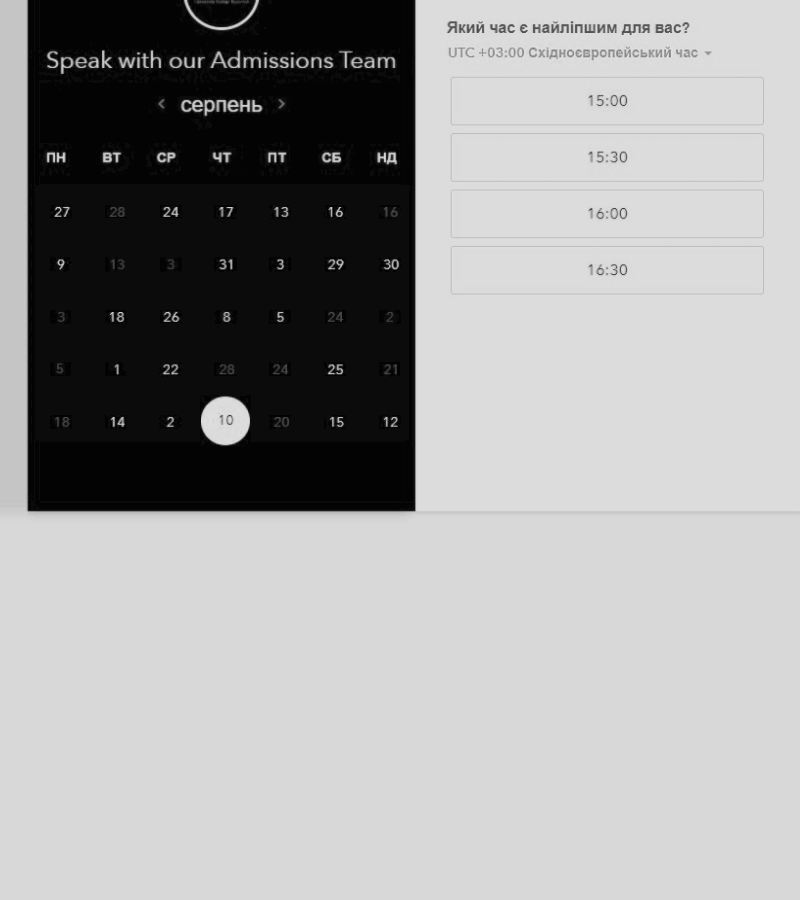 Speak with our Admissions Team
серпень
ПН ВТ СР ЧТ ПТ СБ НД
27 28 24 17 13 16 16
9 13 3 31 3 29 30
3 18 26 8 5 24 2
5 1 22 28 24 25 21
18 14 2 10 20 15 12
Який час є найліпшим для вас?
UTC +03:00 Східноєвропейський час
15:00
15:30
16:00
16:30